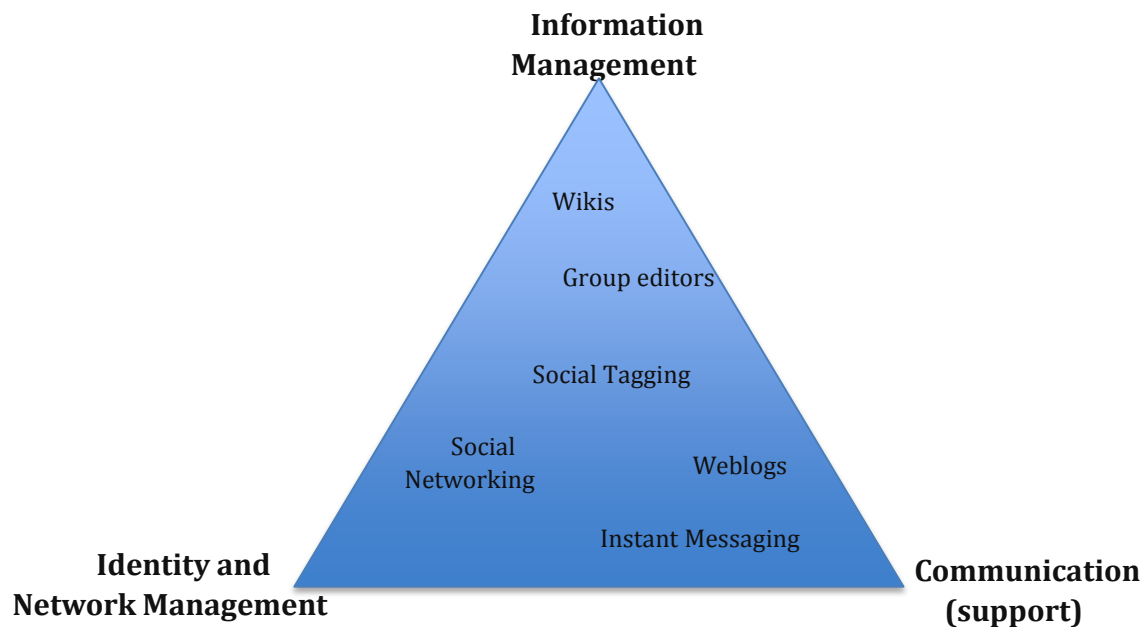 Information
Management
Wikis
Group editors
Social Tagging
Social
Networking
Weblogs
Instant Messaging
Identity and
Network Management
Communication
(support)